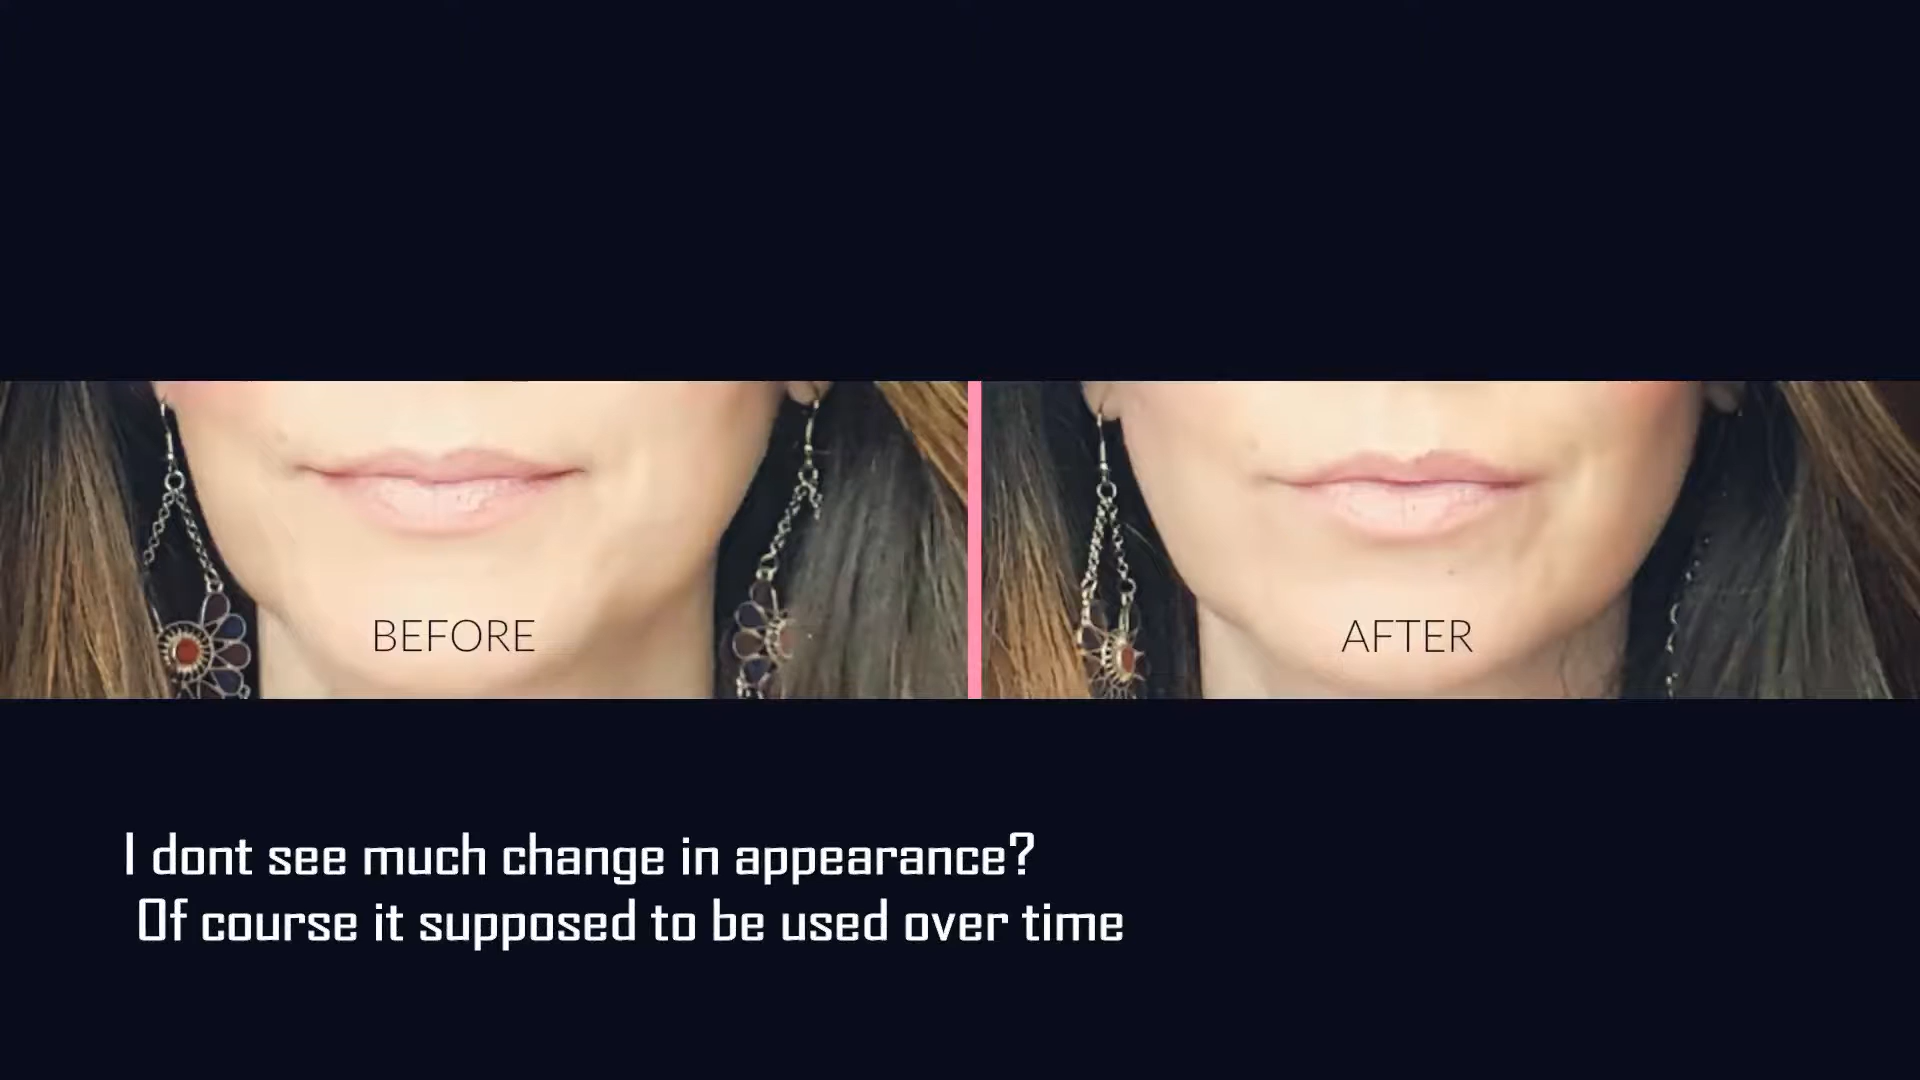 BEFORE
AFTER
I dont see much change in appearance?
Of course it supposed to be used over time